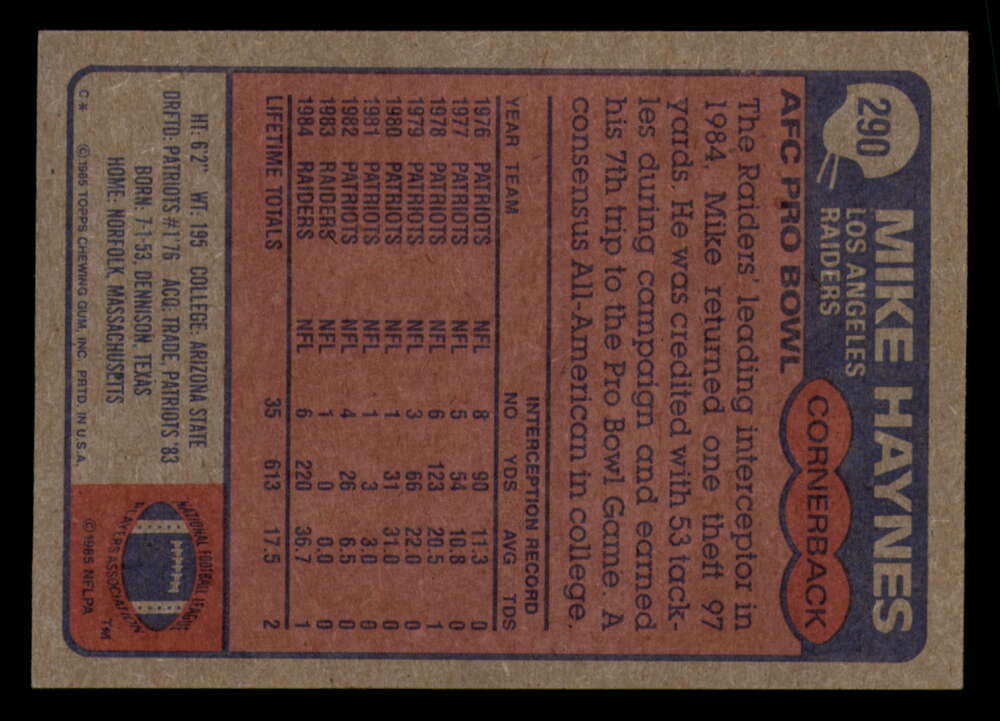 290
MIKE HAYNES
LOS ANGELES
RAIDERS
CORNERBACK
AFC PRO BOWL
The Raiders' leading interceptor in
1984, Mike returned one theft 97
yards. He was credited with 53 tack-
les during campaign and earned
his 7th trip to the Pro Bowl Game. A
consensus All-American in college.
INTERCEPTION RECORD
YEAR TEAM NO YDS AVG TDS
1976 PATRIOTS NFL 8 90 11.3 0
1977 PATRIOTS NFL 5 54 10.8 0
1978 PATRIOTS NFL 6 123 20.5 1
1979 PATRIOTS NFL 3 66 22.0 0
1980 PATRIOTS NFL 1 31 31.0 0
1981 PATRIOTS NFL 1 3 3.0 0
1982 PATRIOTS NFL 4 26 6.5 0
1983 RAIDERS NFL 1 0 0.0 0
1984 RAIDERS NFL 6 220 36.7 1
LIFETIME TOTALS 35 613 17.5 2
HT: 6'2" WT: 195 COLLEGE: ARIZONA STATE
DRFTD: PATRIOTS #1'76 ACQ: TRADE, PATRIOTS '83
BORN: 7-1-53, DENNISON, TEXAS
HOME: NORFOLK, MASSACHUSETTS
C* © 1985 TOPPS CHEWING GUM, INC. PRTD. IN U.S.A.
NATIONAL FOOTBALL LEAGUE
PLAYERS ASSOCIATION
TM
© 1985 NFLPA